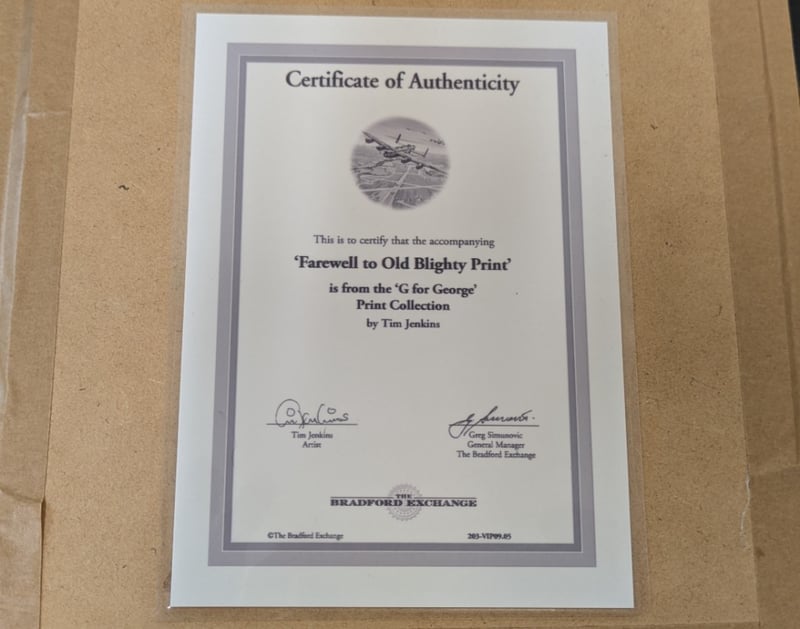 Certificate of Authenticity
This is to certify that the accompanying
‘Farewell to Old Blighty Print’
is from the ‘G for George’
Print Collection
by Tim Jenkins
Tim Jenkins
Artist
Greg Simunovic
General Manager
The Bradford Exchange
THE
BRADFORD EXCHANGE
©The Bradford Exchange
203-VIP09.05